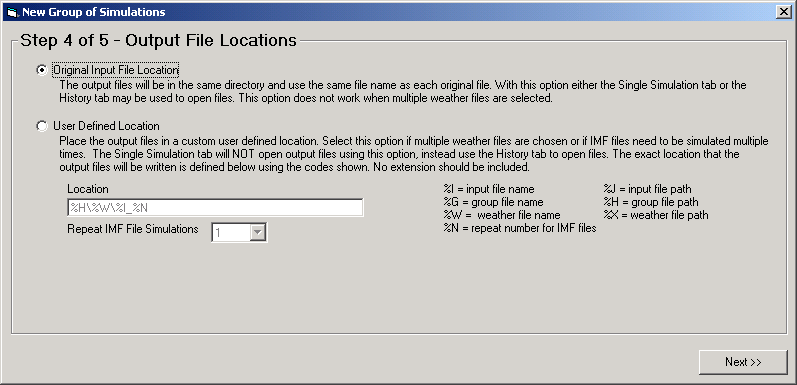 New Group of Simulations
Step 4 of 5 - Output File Locations
Original Input File Location
The output files will be in the same directory and use the same file name as each original file. With this option either the Single Simulation tab or the
History tab may be used to open files. This option does not work when multiple weather files are selected.
User Defined Location
Place the output files in a custom user defined location. Select this option if multiple weather files are chosen or if IMF files need to be simulated multiple
times.  The Single Simulation tab will NOT open output files using this option, instead use the History tab to open files. The exact location that the
output files will be written is defined below using the codes shown. No extension should be included.
Location
%H\%W\%I_%N
Repeat IMF File Simulations
1
%I = input file name
%G = group file name
%W =  weather file name
%N = repeat number for IMF files
%J = input file path
%H = group file path
%X = weather file path
Next >>